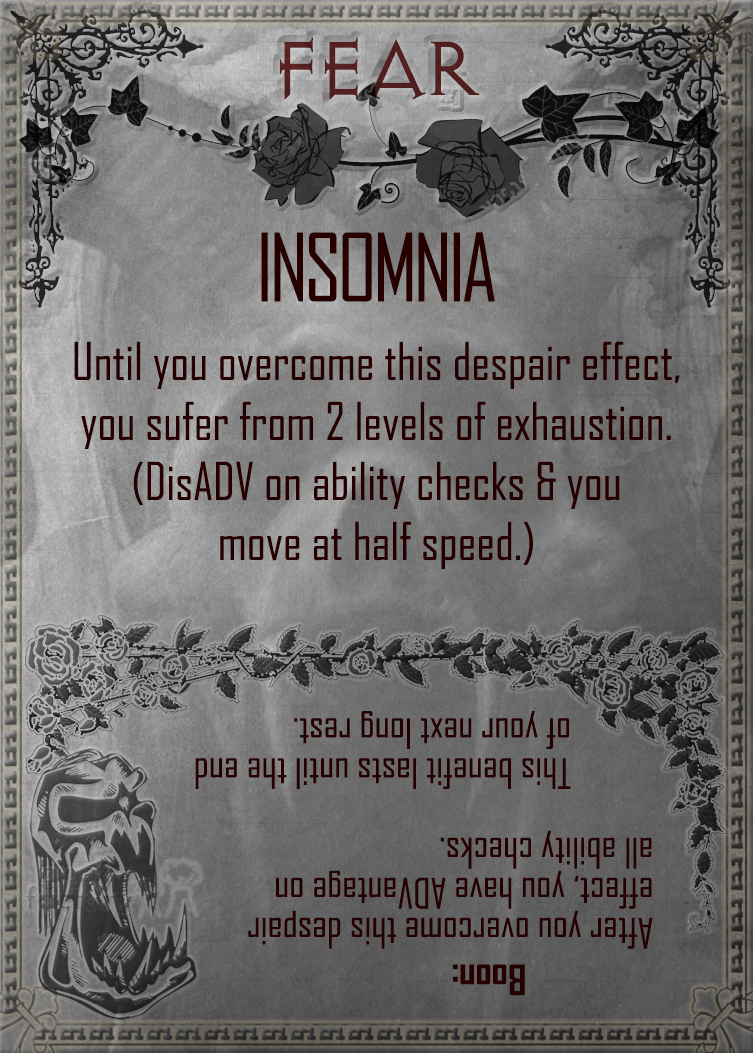 FEAR
INSOMNIA
Until you overcome this despair effect,
you sufer from 2 levels of exhaustion.
(DisADV on ability checks & you
move at half speed.)
Boon:
After you overcome this despair
effect, you have ADVantage on
all ability checks.
This benefit lasts until the end
of your next long rest.